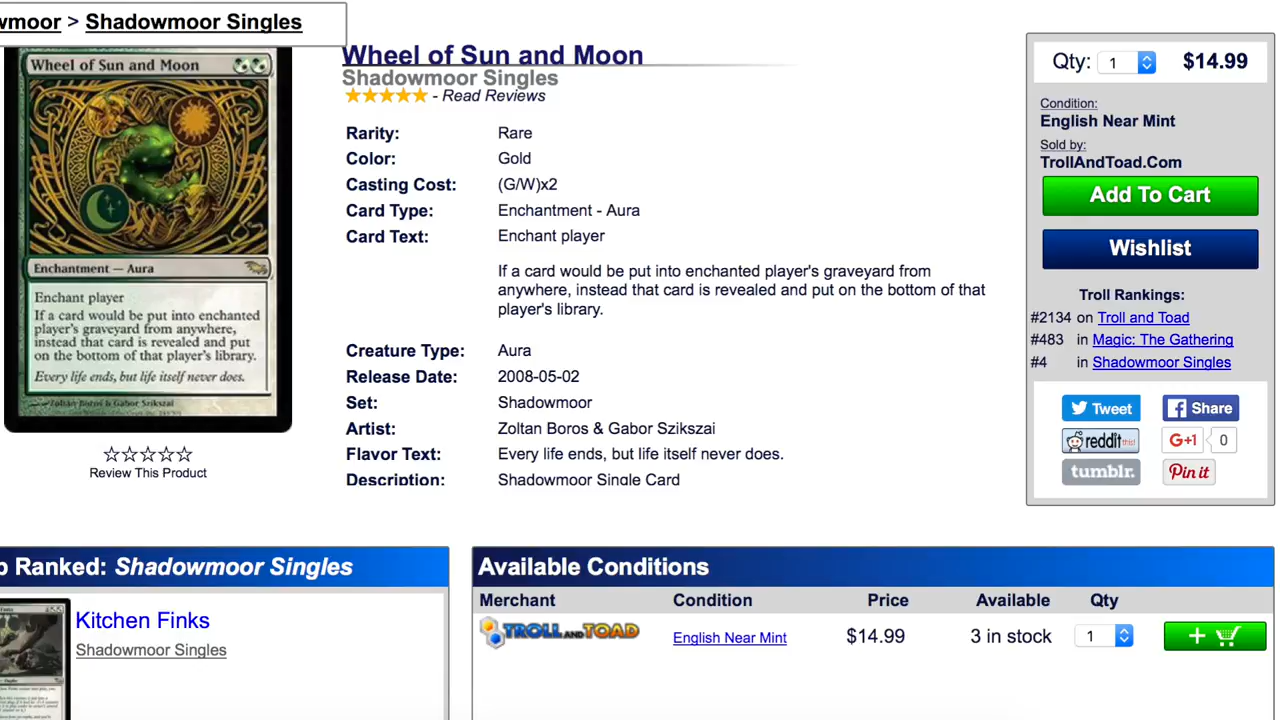 wmoor > Shadowmoor Singles
Wheel of Sun and Moon
Enchantment — Aura
Enchant player
If a card would be put into enchanted
player's graveyard from anywhere,
instead that card is revealed and put
on the bottom of that player's library.
Every life ends, but life itself never does.
Zoltan Boros & Gabor Szikszai
Review This Product
Wheel of Sun and Moon
Shadowmoor Singles
- Read Reviews
Rarity: Rare
Color: Gold
Casting Cost: (G/W)x2
Card Type: Enchantment - Aura
Card Text: Enchant player
If a card would be put into enchanted player's graveyard from
anywhere, instead that card is revealed and put on the bottom of that
player's library.
Creature Type: Aura
Release Date: 2008-05-02
Set: Shadowmoor
Artist: Zoltan Boros & Gabor Szikszai
Flavor Text: Every life ends, but life itself never does.
Description: Shadowmoor Single Card
Qty: 1 $14.99
Condition:
English Near Mint
Sold by:
TrollAndToad.Com
Add To Cart
Wishlist
Troll Rankings:
#2134 on Troll and Toad
#483 in Magic: The Gathering
#4 in Shadowmoor Singles
Tweet Share
reddit this! G+1 0
tumblr. Pin it
p Ranked: Shadowmoor Singles
Kitchen Finks
Shadowmoor Singles
Available Conditions
Merchant Condition Price Available Qty
TROLL AND TOAD English Near Mint $14.99 3 in stock 1 +